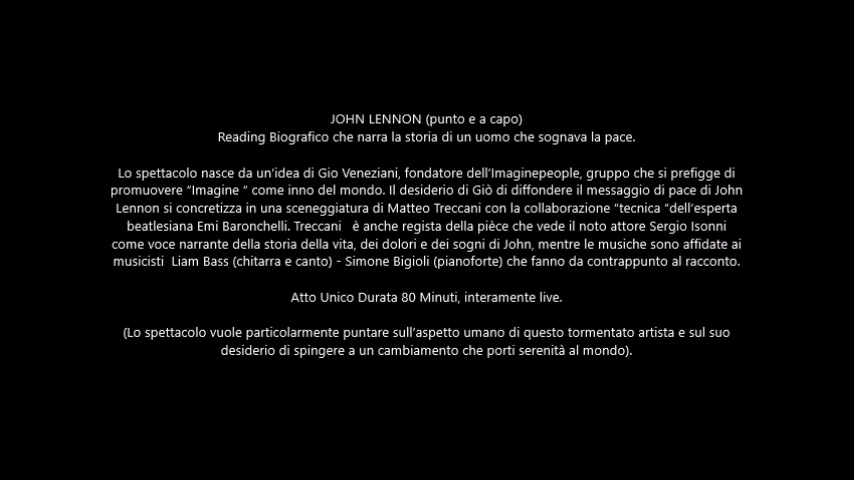 JOHN LENNON (punto e a capo)
Reading Biografico che narra la storia di un uomo che sognava la pace.
Lo spettacolo nasce da un'idea di Gio Veneziani, fondatore dell'Imaginepeople, gruppo che si prefigge di
promuovere "Imagine " come inno del mondo. Il desiderio di Giò di diffondere il messaggio di pace di John
Lennon si concretizza in una sceneggiatura di Matteo Treccani con la collaborazione "tecnica "dell'esperta
beatlesiana Emi Baronchelli. Treccani   è anche regista della pièce che vede il noto attore Sergio Isonni
come voce narrante della storia della vita, dei dolori e dei sogni di John, mentre le musiche sono affidate ai
musicisti  Liam Bass (chitarra e canto) - Simone Bigioli (pianoforte) che fanno da contrappunto al racconto.
Atto Unico Durata 80 Minuti, interamente live.
(Lo spettacolo vuole particolarmente puntare sull'aspetto umano di questo tormentato artista e sul suo
desiderio di spingere a un cambiamento che porti serenità al mondo).